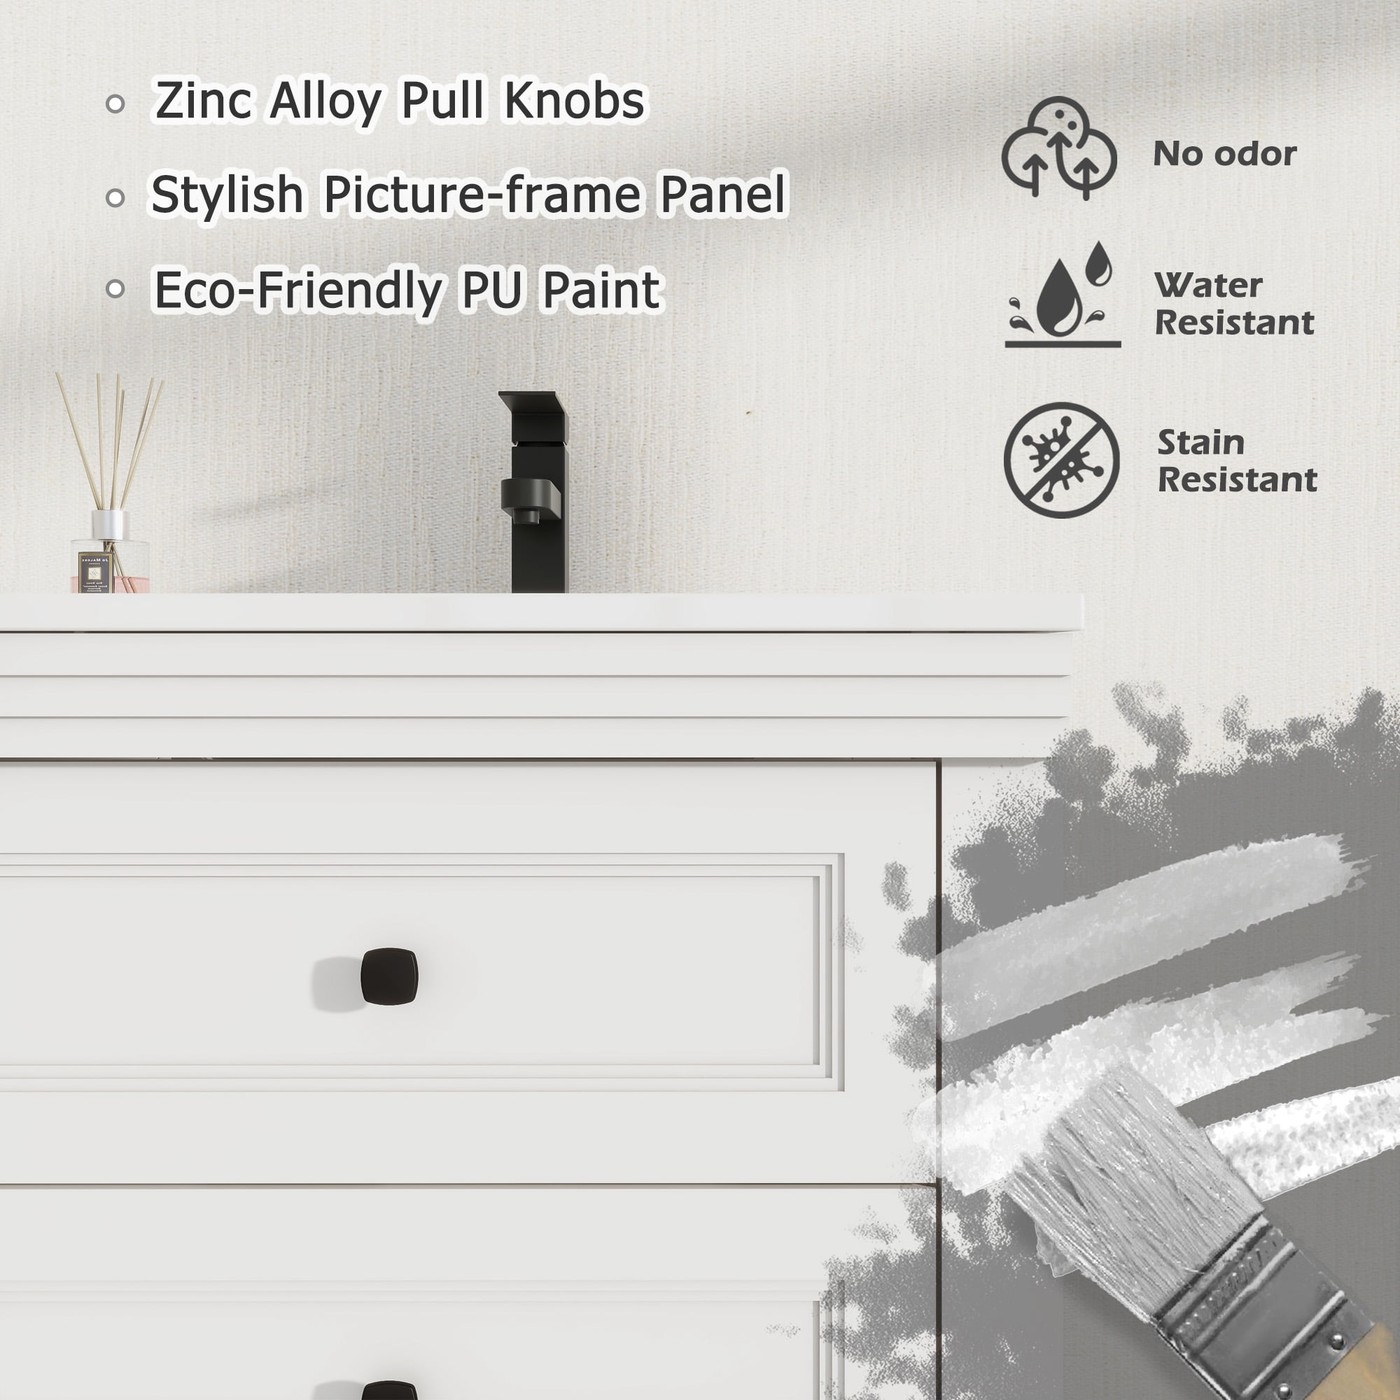 Zinc Alloy Pull Knobs
Stylish Picture-frame Panel
Eco-Friendly PU Paint
No odor
Water
Resistant
Stain
Resistant